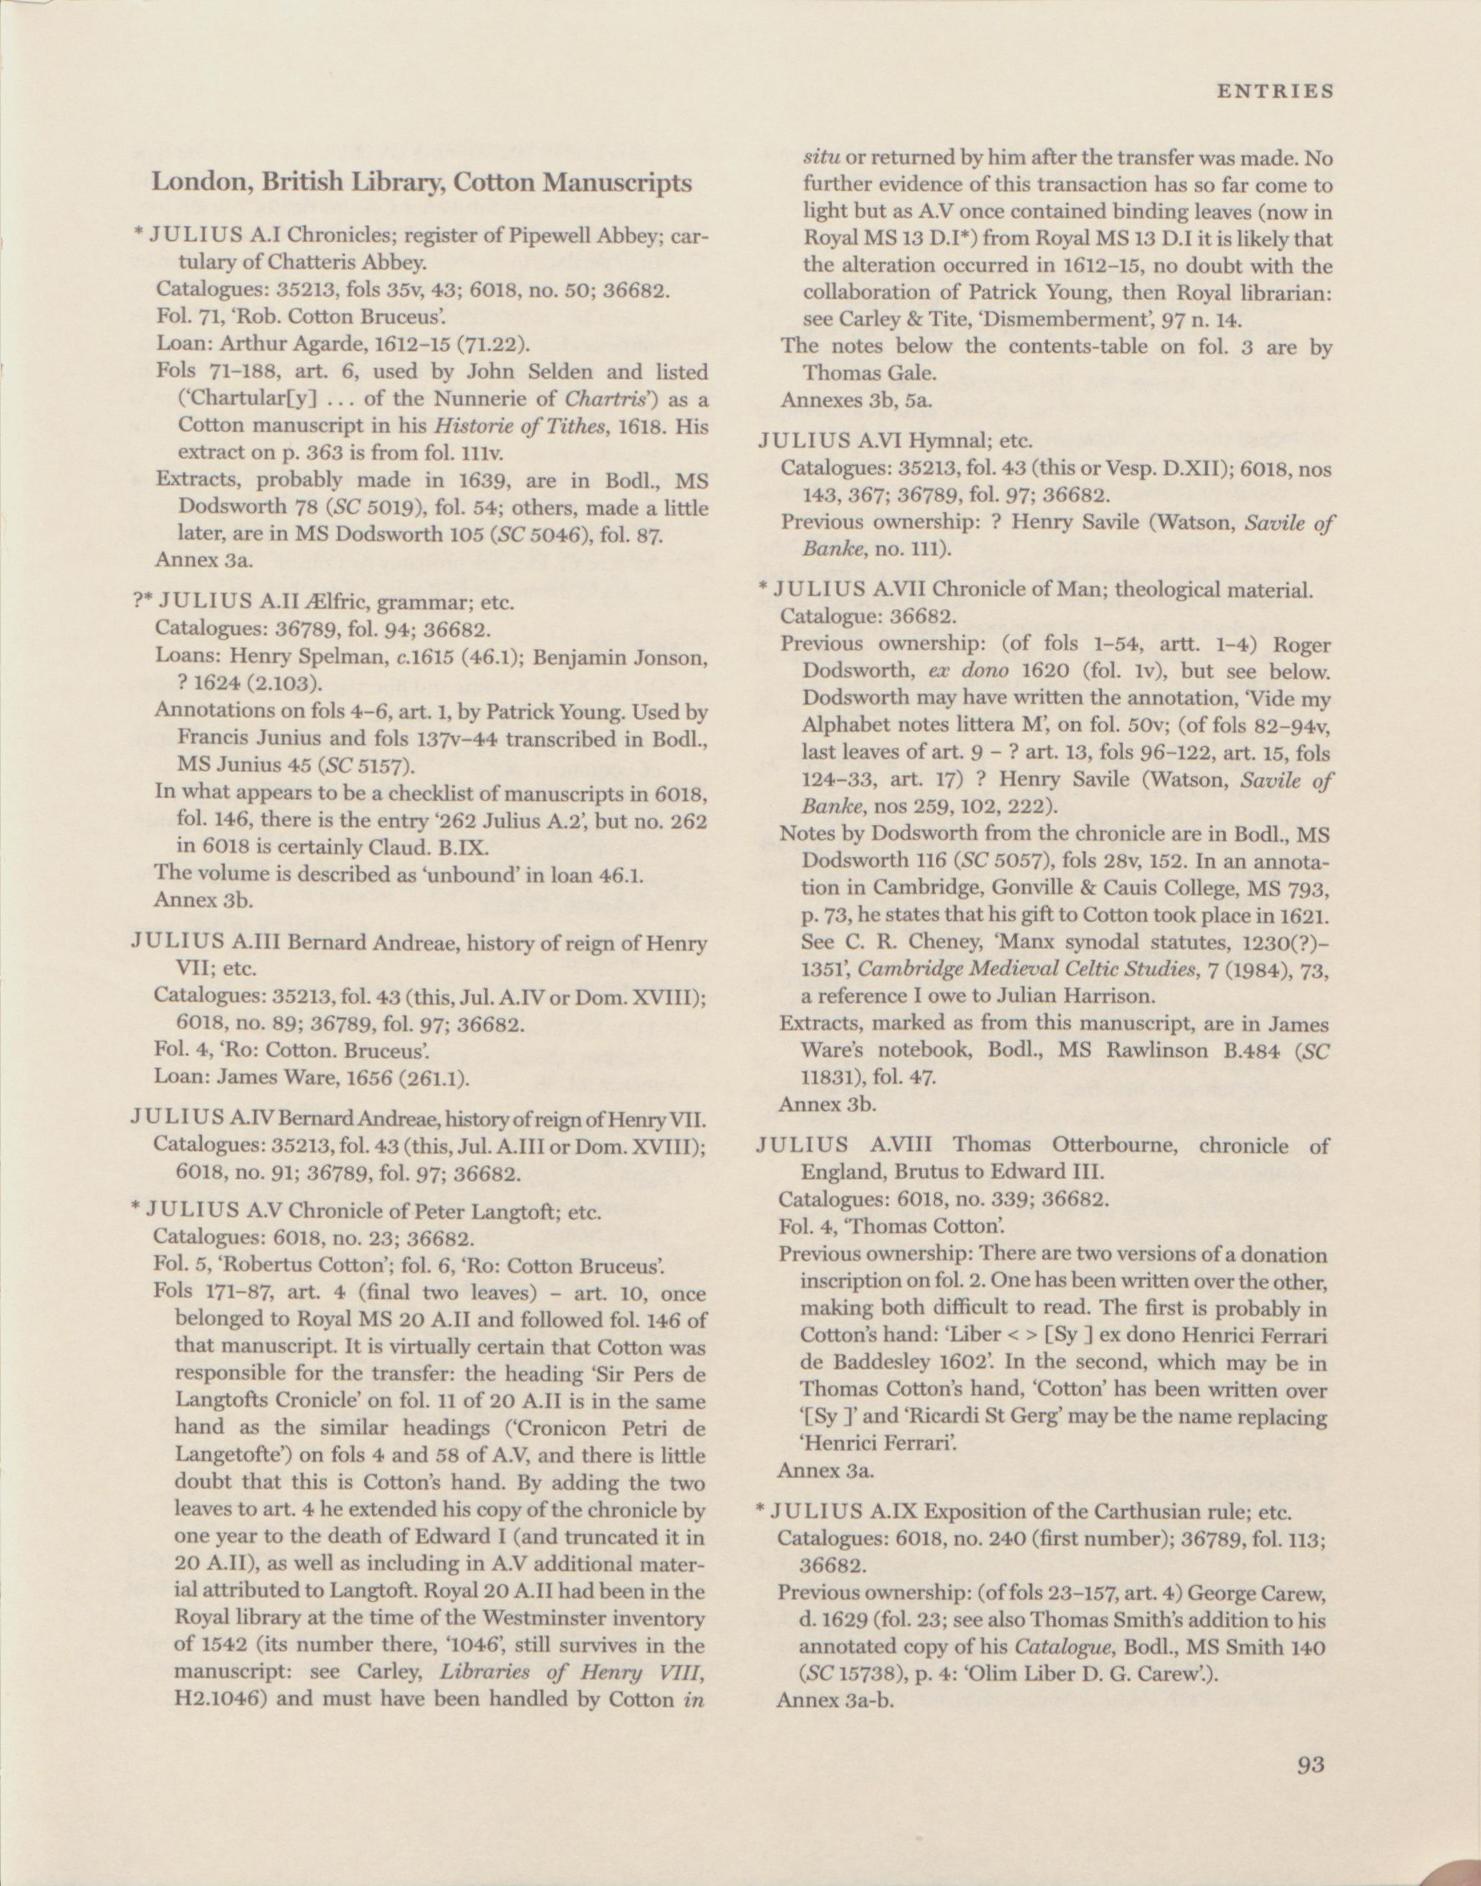 ENTRIES
London, British Library, Cotton Manuscripts
* JULIUS A.I Chronicles; register of Pipewell Abbey; car-
tulary of Chatteris Abbey.
Catalogues: 35213, fols 35v, 43; 6018, no. 50; 36682.
Fol. 71, ‘Rob. Cotton Bruceus’.
Loan: Arthur Agarde, 1612–15 (71.22).
Fols 71–188, art. 6, used by John Selden and listed
(‘Chartular[y] ... of the Nunnerie of Chartris’) as a
Cotton manuscript in his Historie of Tithes, 1618. His
extract on p. 363 is from fol. 111v.
Extracts, probably made in 1639, are in Bodl., MS
Dodsworth 78 (SC 5019), fol. 54; others, made a little
later, are in MS Dodsworth 105 (SC 5046), fol. 87.
Annex 3a.
?* JULIUS A.II Ælfric, grammar; etc.
Catalogues: 36789, fol. 94; 36682.
Loans: Henry Spelman, c.1615 (46.1); Benjamin Jonson,
? 1624 (2.103).
Annotations on fols 4–6, art. 1, by Patrick Young. Used by
Francis Junius and fols 137v–44 transcribed in Bodl.,
MS Junius 45 (SC 5157).
In what appears to be a checklist of manuscripts in 6018,
fol. 146, there is the entry ‘262 Julius A.2’, but no. 262
in 6018 is certainly Claud. B.IX.
The volume is described as ‘unbound’ in loan 46.1.
Annex 3b.
JULIUS A.III Bernard Andreae, history of reign of Henry
VII; etc.
Catalogues: 35213, fol. 43 (this, Jul. A.IV or Dom. XVIII);
6018, no. 89; 36789, fol. 97; 36682.
Fol. 4, ‘Ro: Cotton. Bruceus’.
Loan: James Ware, 1656 (261.1).
JULIUS A.IV Bernard Andreae, history of reign of Henry VII.
Catalogues: 35213, fol. 43 (this, Jul. A.III or Dom. XVIII);
6018, no. 91; 36789, fol. 97; 36682.
* JULIUS A.V Chronicle of Peter Langtoft; etc.
Catalogues: 6018, no. 23; 36682.
Fol. 5, ‘Robertus Cotton’; fol. 6, ‘Ro: Cotton Bruceus’.
Fols 171–87, art. 4 (final two leaves) – art. 10, once
belonged to Royal MS 20 A.II and followed fol. 146 of
that manuscript. It is virtually certain that Cotton was
responsible for the transfer: the heading ‘Sir Pers de
Langtofts Cronicle’ on fol. 11 of 20 A.II is in the same
hand as the similar headings (‘Cronicon Petri de
Langetofte’) on fols 4 and 58 of A.V, and there is little
doubt that this is Cotton’s hand. By adding the two
leaves to art. 4 he extended his copy of the chronicle by
one year to the death of Edward I (and truncated it in
20 A.II), as well as including in A.V additional mater-
ial attributed to Langtoft. Royal 20 A.II had been in the
Royal library at the time of the Westminster inventory
of 1542 (its number there, ‘1046’, still survives in the
manuscript: see Carley, Libraries of Henry VIII,
H2.1046) and must have been handled by Cotton in
situ or returned by him after the transfer was made. No
further evidence of this transaction has so far come to
light but as A.V once contained binding leaves (now in
Royal MS 13 D.I*) from Royal MS 13 D.I it is likely that
the alteration occurred in 1612–15, no doubt with the
collaboration of Patrick Young, then Royal librarian:
see Carley & Tite, ‘Dismemberment’, 97 n. 14.
The notes below the contents-table on fol. 3 are by
Thomas Gale.
Annexes 3b, 5a.
JULIUS A.VI Hymnal; etc.
Catalogues: 35213, fol. 43 (this or Vesp. D.XII); 6018, nos
143, 367; 36789, fol. 97; 36682.
Previous ownership: ? Henry Savile (Watson, Savile of
Banke, no. 111).
* JULIUS A.VII Chronicle of Man; theological material.
Catalogue: 36682.
Previous ownership: (of fols 1–54, artt. 1–4) Roger
Dodsworth, ex dono 1620 (fol. 1v), but see below.
Dodsworth may have written the annotation, ‘Vide my
Alphabet notes littera M’, on fol. 50v; (of fols 82–94v,
last leaves of art. 9 – ? art. 13, fols 96–122, art. 15, fols
124–33, art. 17) ? Henry Savile (Watson, Savile of
Banke, nos 259, 102, 222).
Notes by Dodsworth from the chronicle are in Bodl., MS
Dodsworth 116 (SC 5057), fols 28v, 152. In an annota-
tion in Cambridge, Gonville & Cauis College, MS 793,
p. 73, he states that his gift to Cotton took place in 1621.
See C. R. Cheney, ‘Manx synodal statutes, 1230(?)–
1351’, Cambridge Medieval Celtic Studies, 7 (1984), 73,
a reference I owe to Julian Harrison.
Extracts, marked as from this manuscript, are in James
Ware’s notebook, Bodl., MS Rawlinson B.484 (SC
11831), fol. 47.
Annex 3b.
JULIUS A.VIII Thomas Otterbourne, chronicle of
England, Brutus to Edward III.
Catalogues: 6018, no. 339; 36682.
Fol. 4, ‘Thomas Cotton’.
Previous ownership: There are two versions of a donation
inscription on fol. 2. One has been written over the other,
making both difficult to read. The first is probably in
Cotton’s hand: ‘Liber < > [Sy ] ex dono Henrici Ferrari
de Baddesley 1602’. In the second, which may be in
Thomas Cotton’s hand, ‘Cotton’ has been written over
‘[Sy ]’ and ‘Ricardi St Gerg’ may be the name replacing
‘Henrici Ferrari’.
Annex 3a.
* JULIUS A.IX Exposition of the Carthusian rule; etc.
Catalogues: 6018, no. 240 (first number); 36789, fol. 113;
36682.
Previous ownership: (of fols 23–157, art. 4) George Carew,
d. 1629 (fol. 23; see also Thomas Smith’s addition to his
annotated copy of his Catalogue, Bodl., MS Smith 140
(SC 15738), p. 4: ‘Olim Liber D. G. Carew’.).
Annex 3a-b.
93